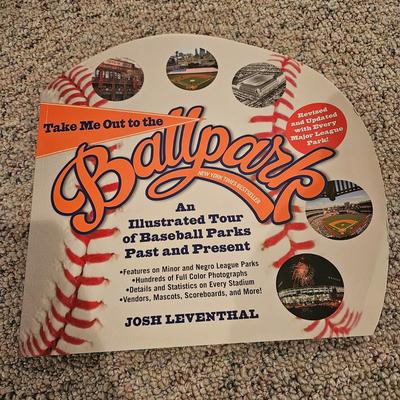 Take Me Out to the
Ballpark
NEW YORK TIMES BESTSELLER
Revised
and Updated
with Every
Major League
Park!
An
Illustrated Tour
of Baseball Parks
Past and Present
•Features on Minor and Negro League Parks
•Hundreds of Full Color Photographs
•Details and Statistics on Every Stadium
•Vendors, Mascots, Scoreboards, and More!
JOSH LEVENTHAL